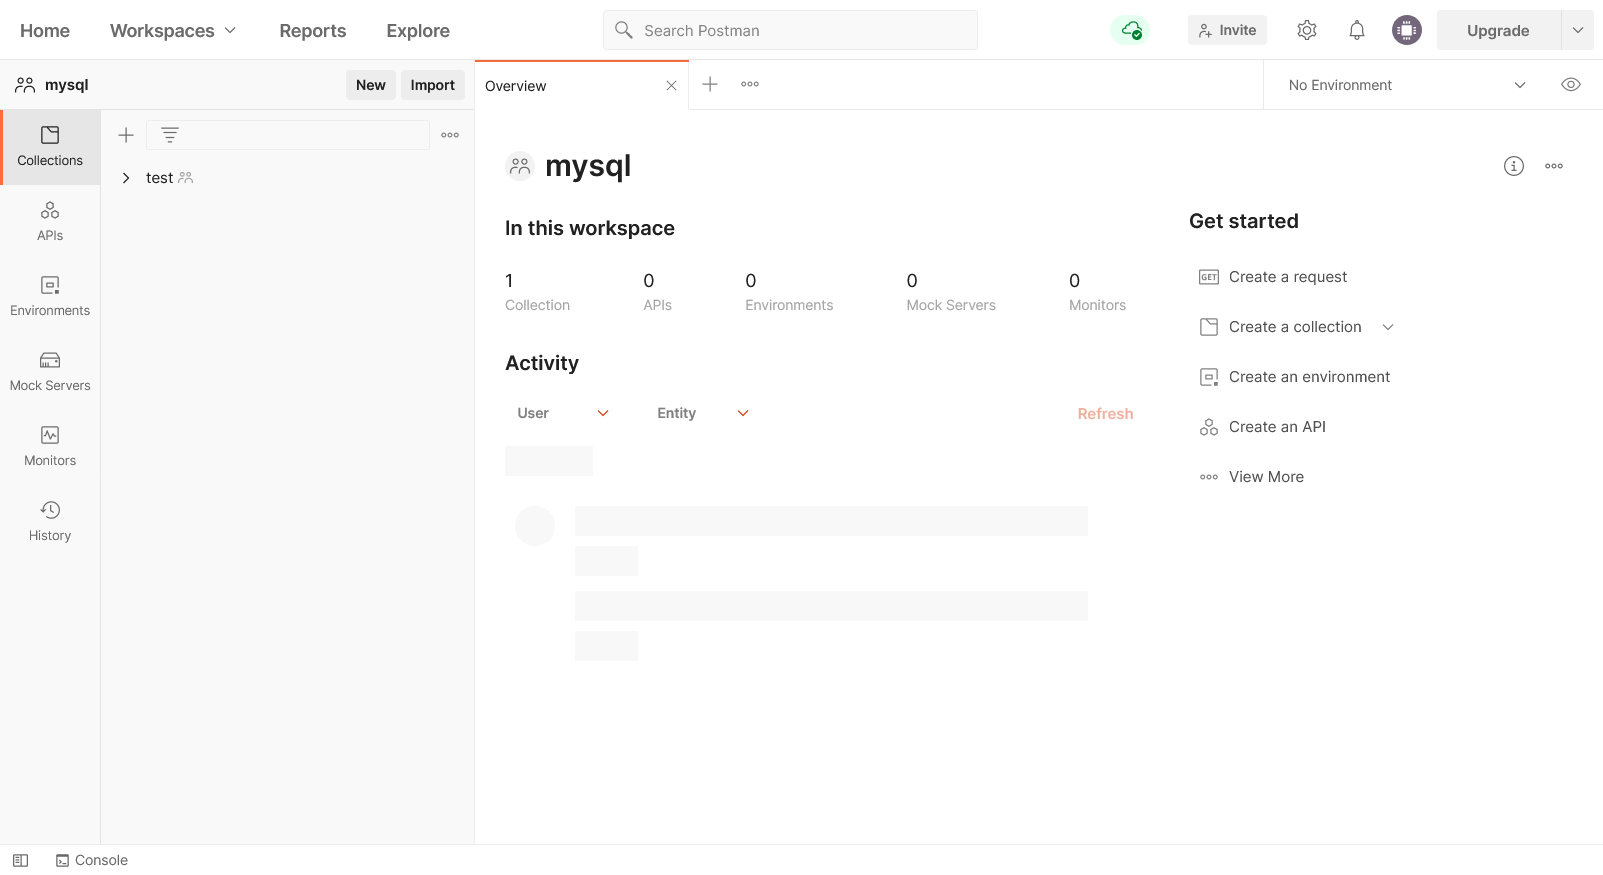 Home Workspaces Reports Explore Search Postman Invite Upgrade
mysql New Import Overview No Environment
Collections
test
APIs
Environments
Mock Servers
Monitors
History
mysql
In this workspace
1 0 0 0 0
Collection APIs Environments Mock Servers Monitors
Activity
User Entity Refresh
Get started
GET Create a request
Create a collection
Create an environment
Create an API
View More
Console